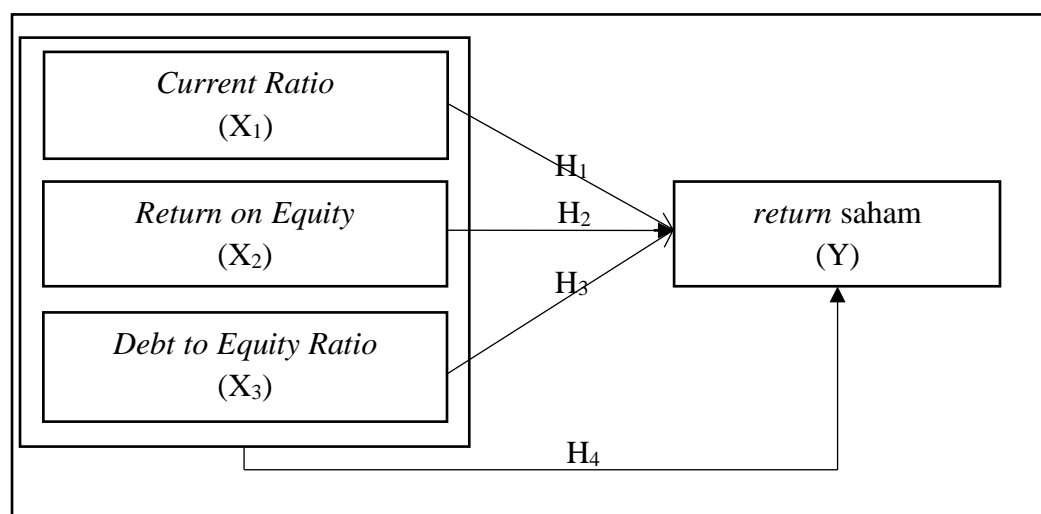 Current Ratio
(X₁)
H₁
Return on Equity
(X₂)
H₂
return saham
(Y)
H₃
Debt to Equity Ratio
(X₃)
H₄